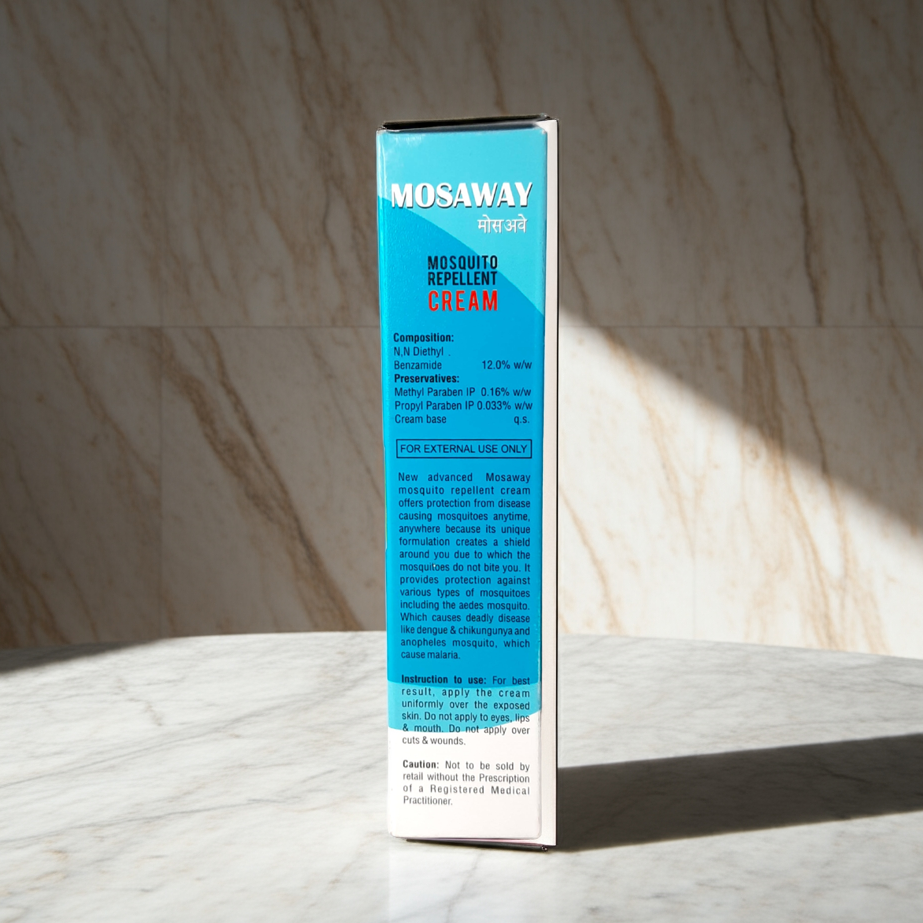 MOSAWAY
मोस अवे
MOSQUITO
REPELLENT
CREAM
Composition:
N,N Diethyl .
Benzamide 12.0% w/w
Preservatives:
Methyl Paraben IP 0.16% w/w
Propyl Paraben IP 0.033% w/w
Cream base q.s.
FOR EXTERNAL USE ONLY
New advanced Mosaway
mosquito repellent cream
offers protection from disease
causing mosquitoes anytime,
anywhere because its unique
formulation creates a shield
around you due to which the
mosquitoes do not bite you. It
provides protection against
various types of mosquitoes
including the aedes mosquito.
Which causes deadly disease
like dengue & chikungunya and
anopheles mosquito, which
cause malaria.
Instruction to use: For best
result, apply the cream
uniformly over the exposed
skin. Do not apply to eyes, lips
& mouth. Do not apply over
cuts & wounds.
Caution: Not to be sold by
retail without the Prescription
of a Registered Medical
Practitioner.